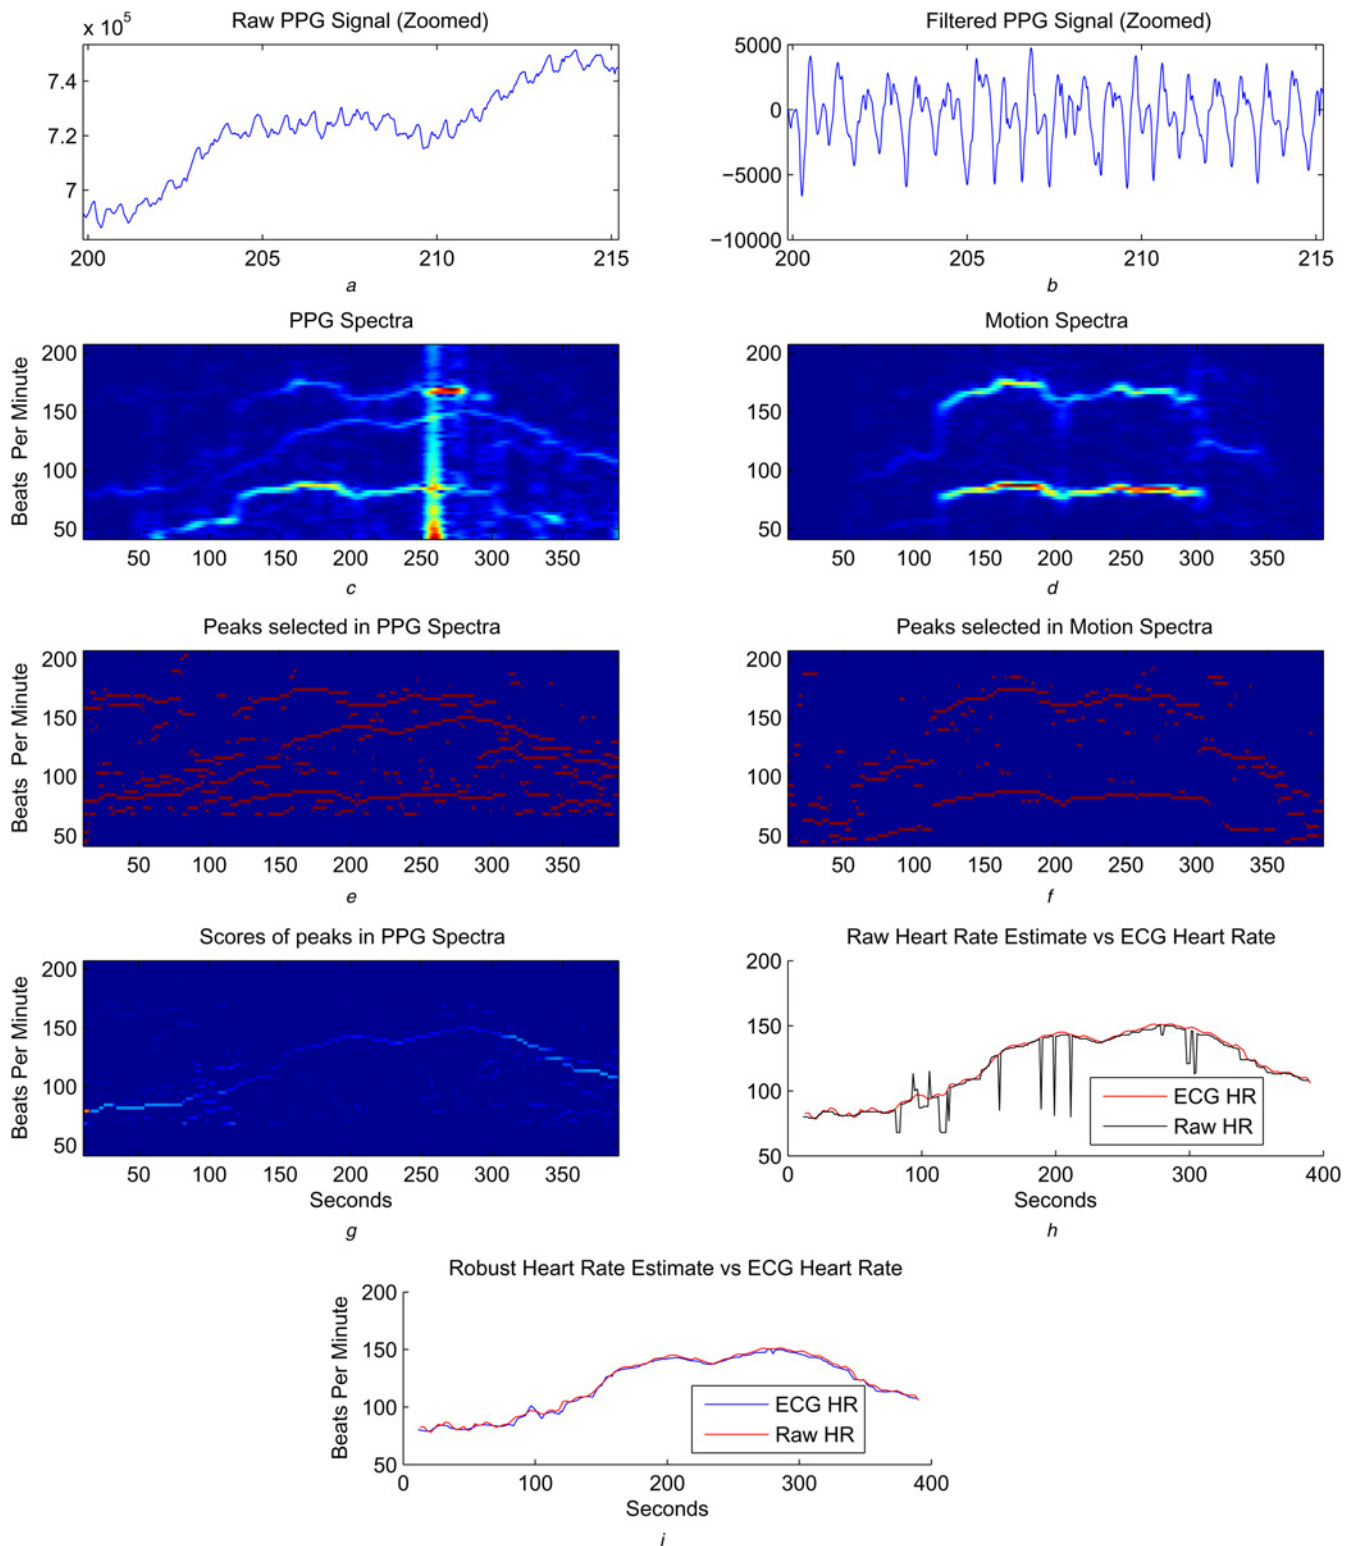 Raw PPG Signal (Zoomed)
x 10^5
7.4
7.2
7
200 205 210 215
a
Filtered PPG Signal (Zoomed)
5000
0
−5000
−10000
200 205 210 215
b
PPG Spectra
Beats Per Minute
200
150
100
50
50 100 150 200 250 300 350
c
Motion Spectra
200
150
100
50
50 100 150 200 250 300 350
d
Peaks selected in PPG Spectra
Beats Per Minute
200
150
100
50
50 100 150 200 250 300 350
e
Peaks selected in Motion Spectra
200
150
100
50
50 100 150 200 250 300 350
f
Scores of peaks in PPG Spectra
Beats Per Minute
200
150
100
50
50 100 150 200 250 300 350
Seconds
g
Raw Heart Rate Estimate vs ECG Heart Rate
200
150
100
50
ECG HR
Raw HR
0 100 200 300 400
Seconds
h
Robust Heart Rate Estimate vs ECG Heart Rate
Beats Per Minute
200
150
100
50
ECG HR
Raw HR
0 100 200 300 400
Seconds
i